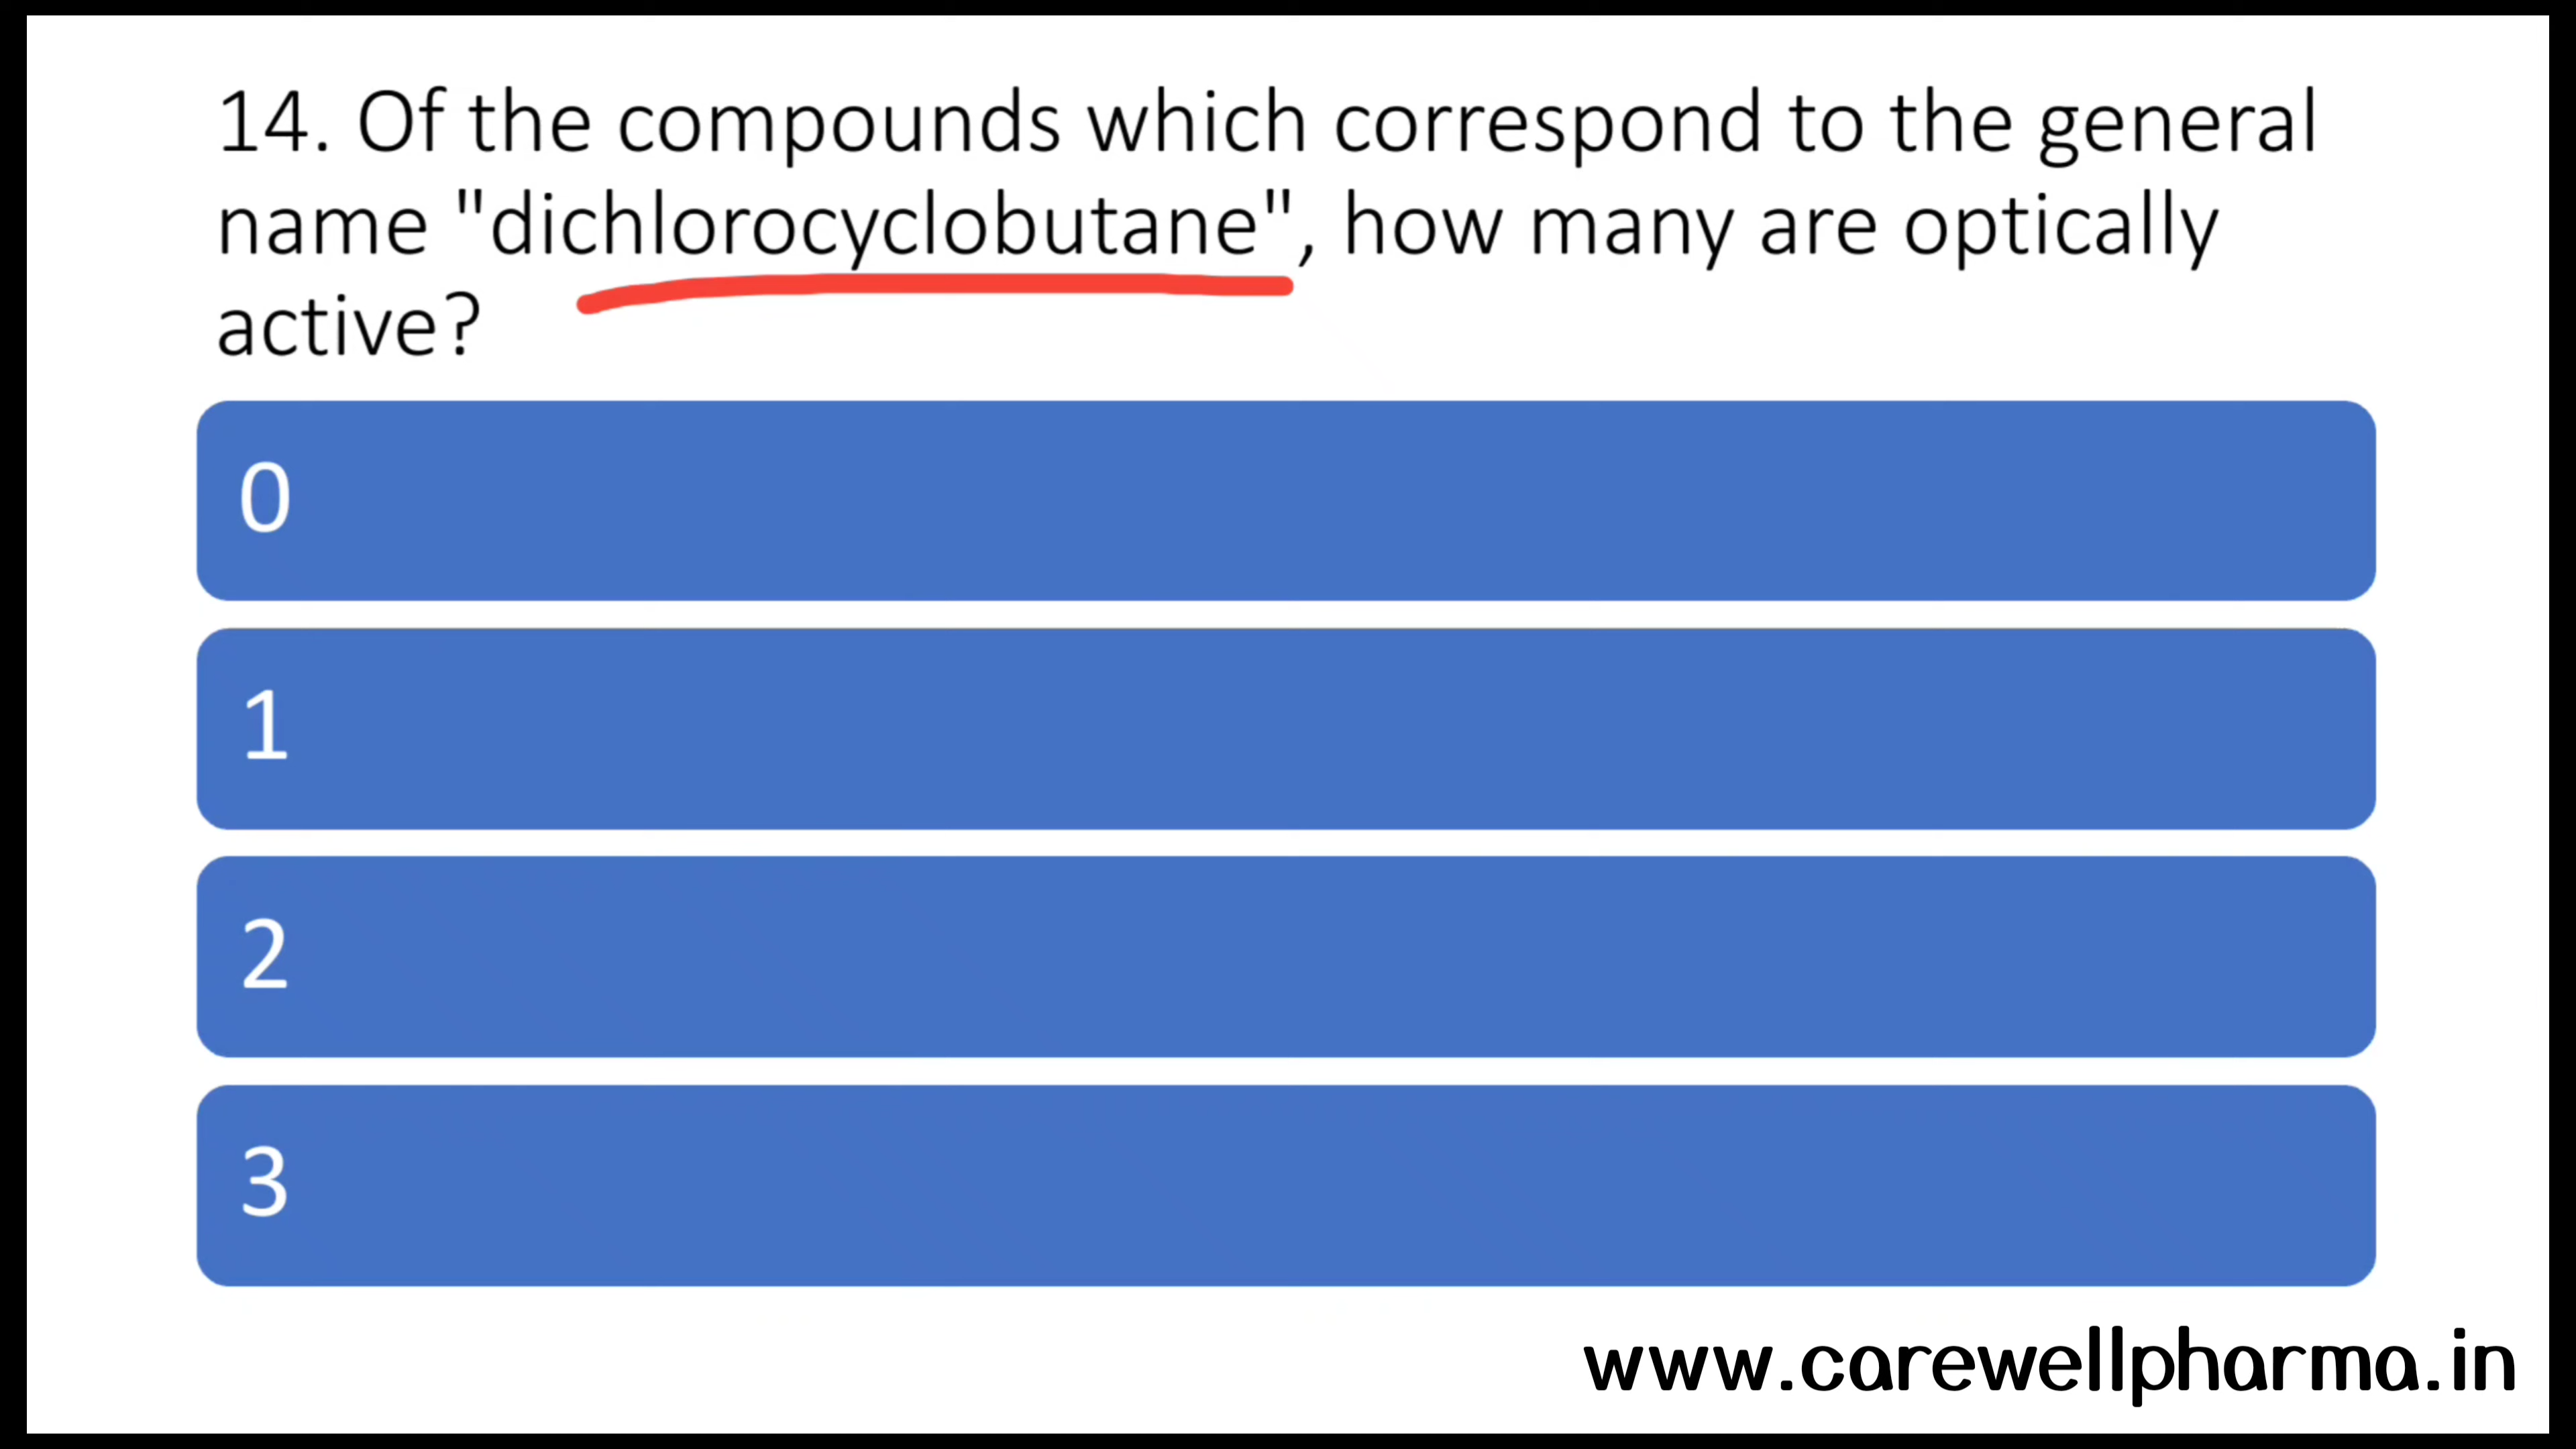 14. Of the compounds which correspond to the general
name "dichlorocyclobutane", how many are optically
active?
0
1
2
3
www.carewellpharma.in